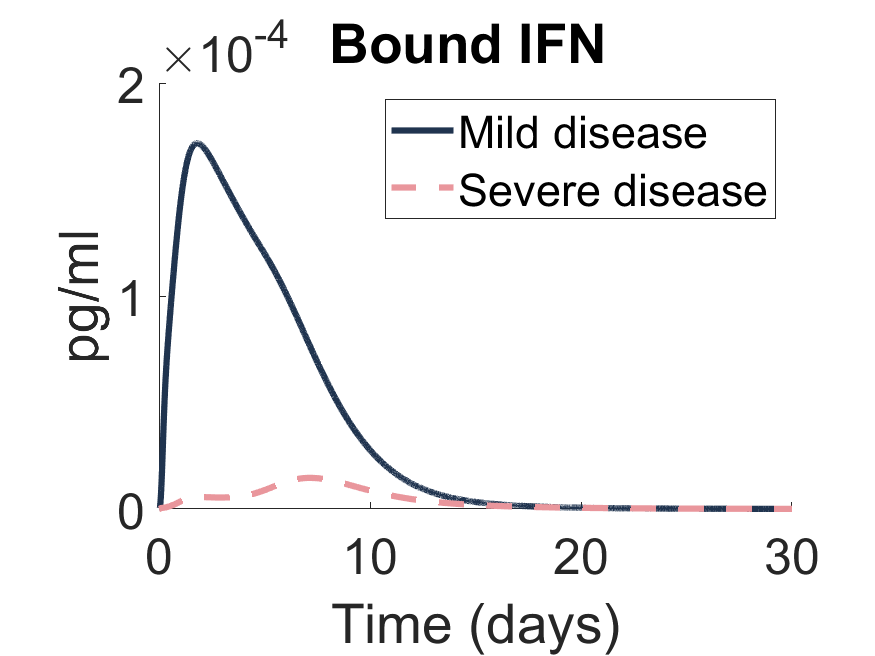 ×10-4
Bound IFN
2
Mild disease
Severe disease
pg/ml
1
0
0 10 20 30
Time (days)